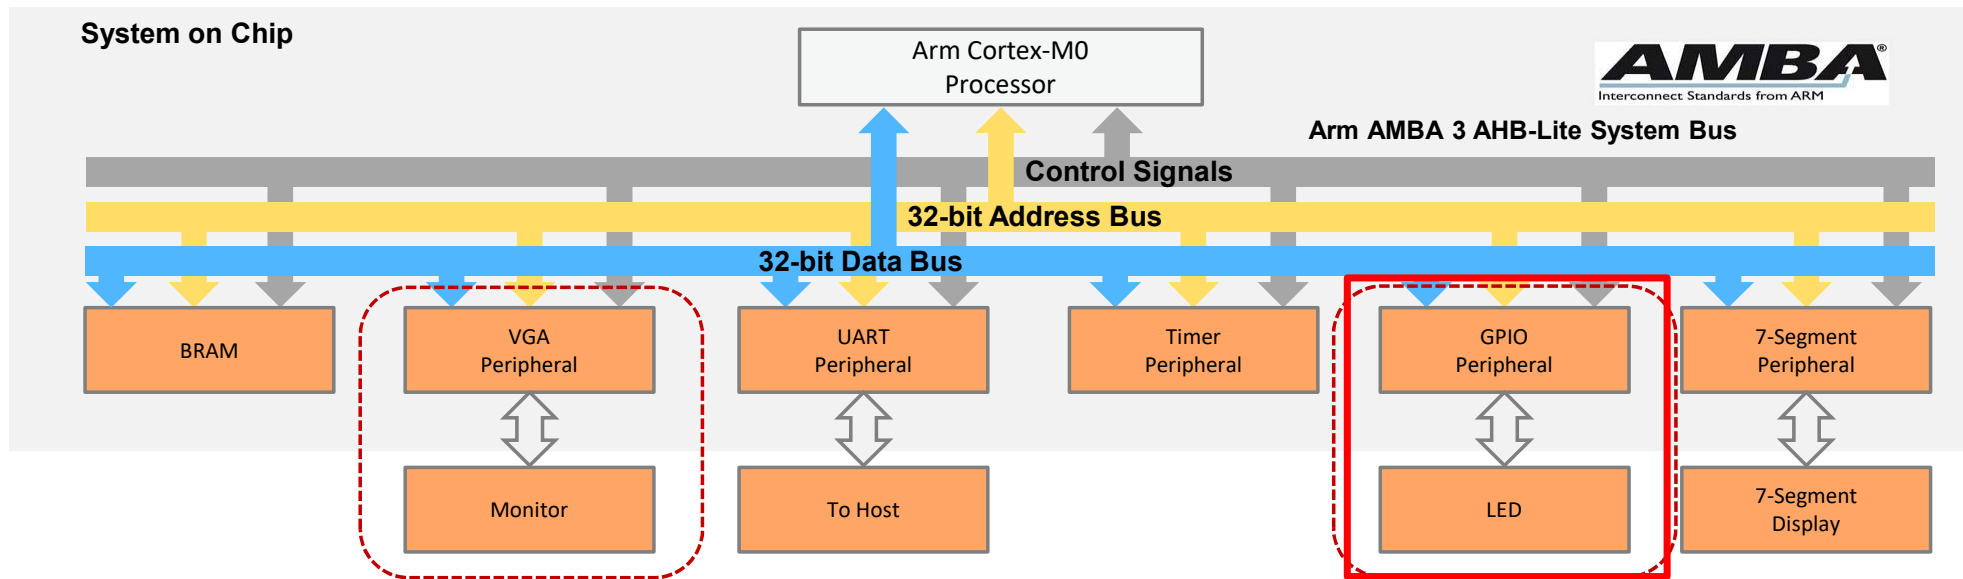 System on Chip
Arm Cortex-M0
Processor
AMBA®
Interconnect Standards from ARM
Arm AMBA 3 AHB-Lite System Bus
Control Signals
32-bit Address Bus
32-bit Data Bus
BRAM
VGA
Peripheral
UART
Peripheral
Timer
Peripheral
GPIO
Peripheral
7-Segment
Peripheral
Monitor
To Host
LED
7-Segment
Display